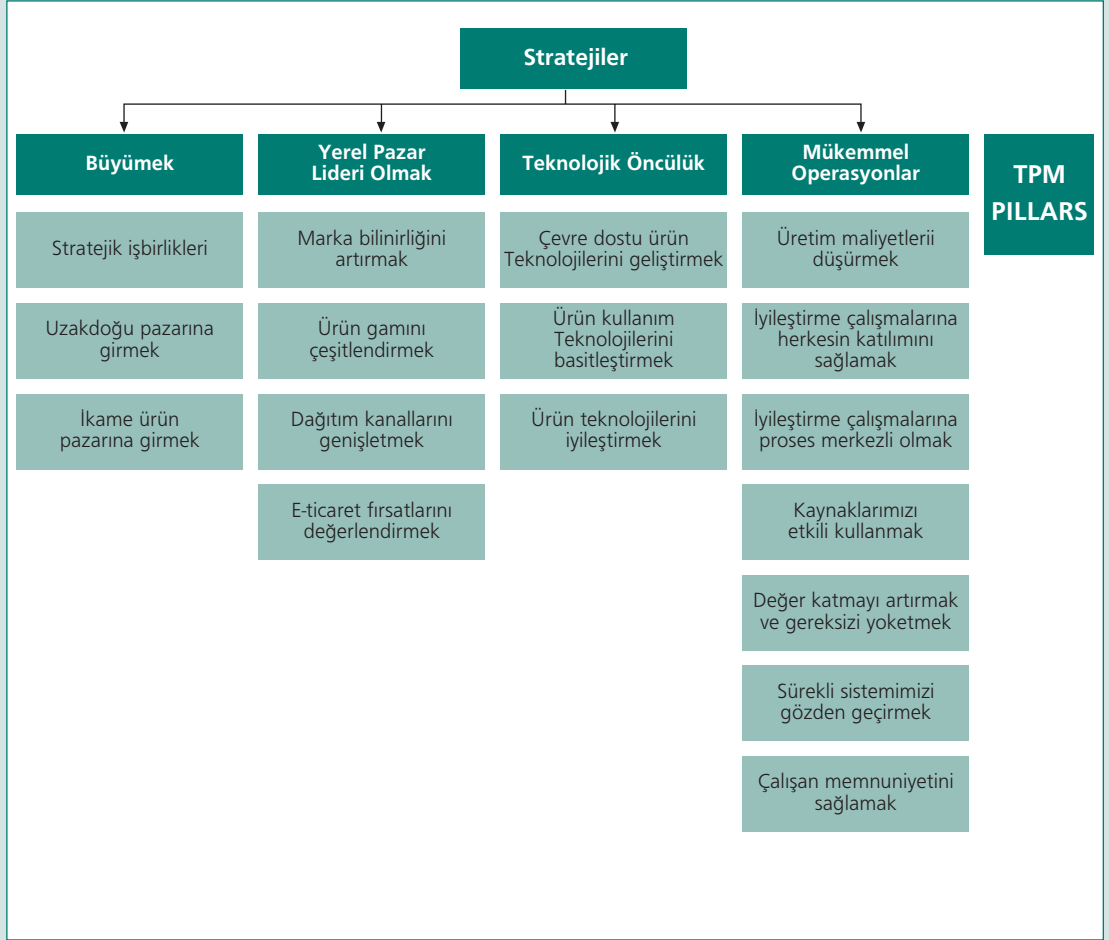 Stratejiler
Büyümek
Stratejik işbirlikleri
Uzakdoğu pazarına
girmek
İkame ürün
pazarına girmek
Yerel Pazar
Lideri Olmak
Marka bilinirliğini
artırmak
Ürün gamını
çeşitlendirmek
Dağıtım kanallarını
genişletmek
E-ticaret fırsatlarını
değerlendirmek
Teknolojik Öncülük
Çevre dostu ürün
Teknolojilerini geliştirmek
Ürün kullanım
Teknolojilerini
basitleştirmek
Ürün teknolojilerini
iyileştirmek
Mükemmel
Operasyonlar
Üretim maliyetlerii
düşürmek
İyileştirme çalışmalarına
herkesin katılımını
sağlamak
İyileştirme çalışmalarına
proses merkezli olmak
Kaynaklarımızı
etkili kullanmak
Değer katmayı artırmak
ve gereksizi yoketmek
Sürekli sistemimizi
gözden geçirmek
Çalışan memnuniyetini
sağlamak
TPM
PILLARS